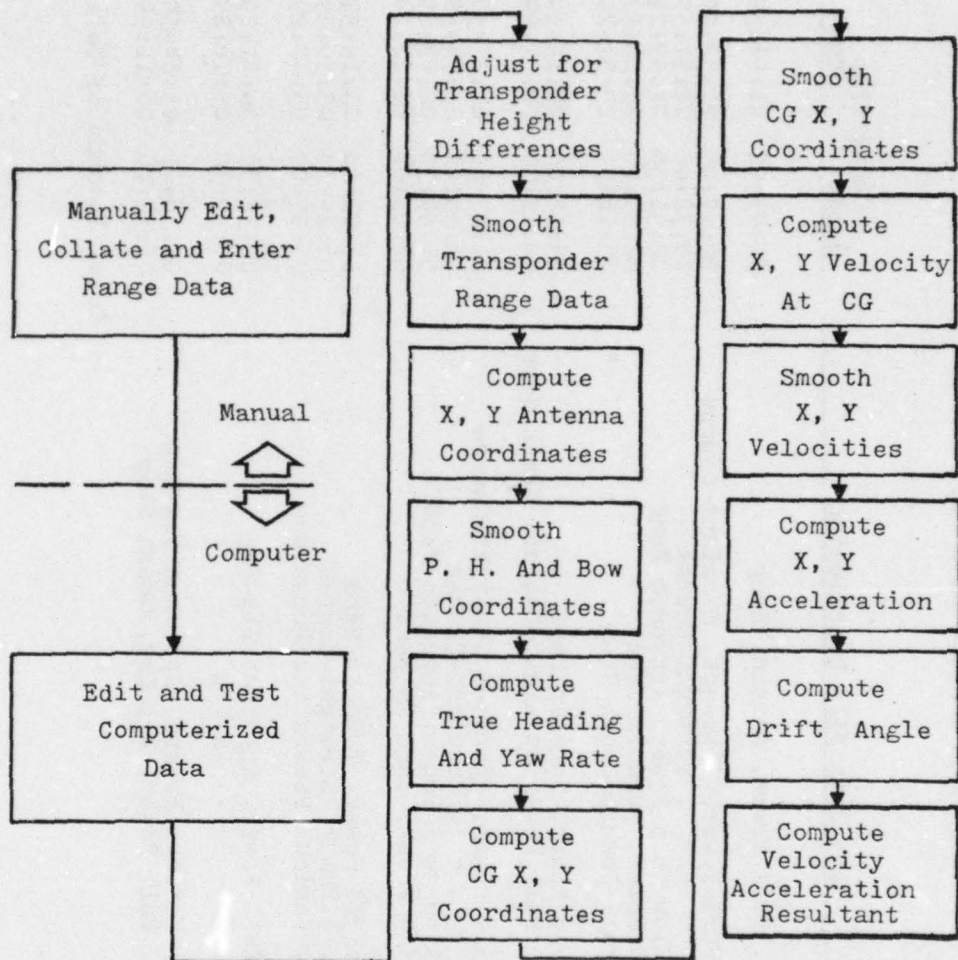 Manually Edit,
Collate and Enter
Range Data
Manual
Computer
Edit and Test
Computerized
Data
Adjust for
Transponder
Height
Differences
Smooth
Transponder
Range Data
Compute
X, Y Antenna
Coordinates
Smooth
P. H. And Bow
Coordinates
Compute
True Heading
And Yaw Rate
Compute
CG X, Y
Coordinates
Smooth
CG X, Y
Coordinates
Compute
X, Y Velocity
At CG
Smooth
X, Y
Velocities
Compute
X, Y
Acceleration
Compute
Drift Angle
Compute
Velocity
Acceleration
Resultant